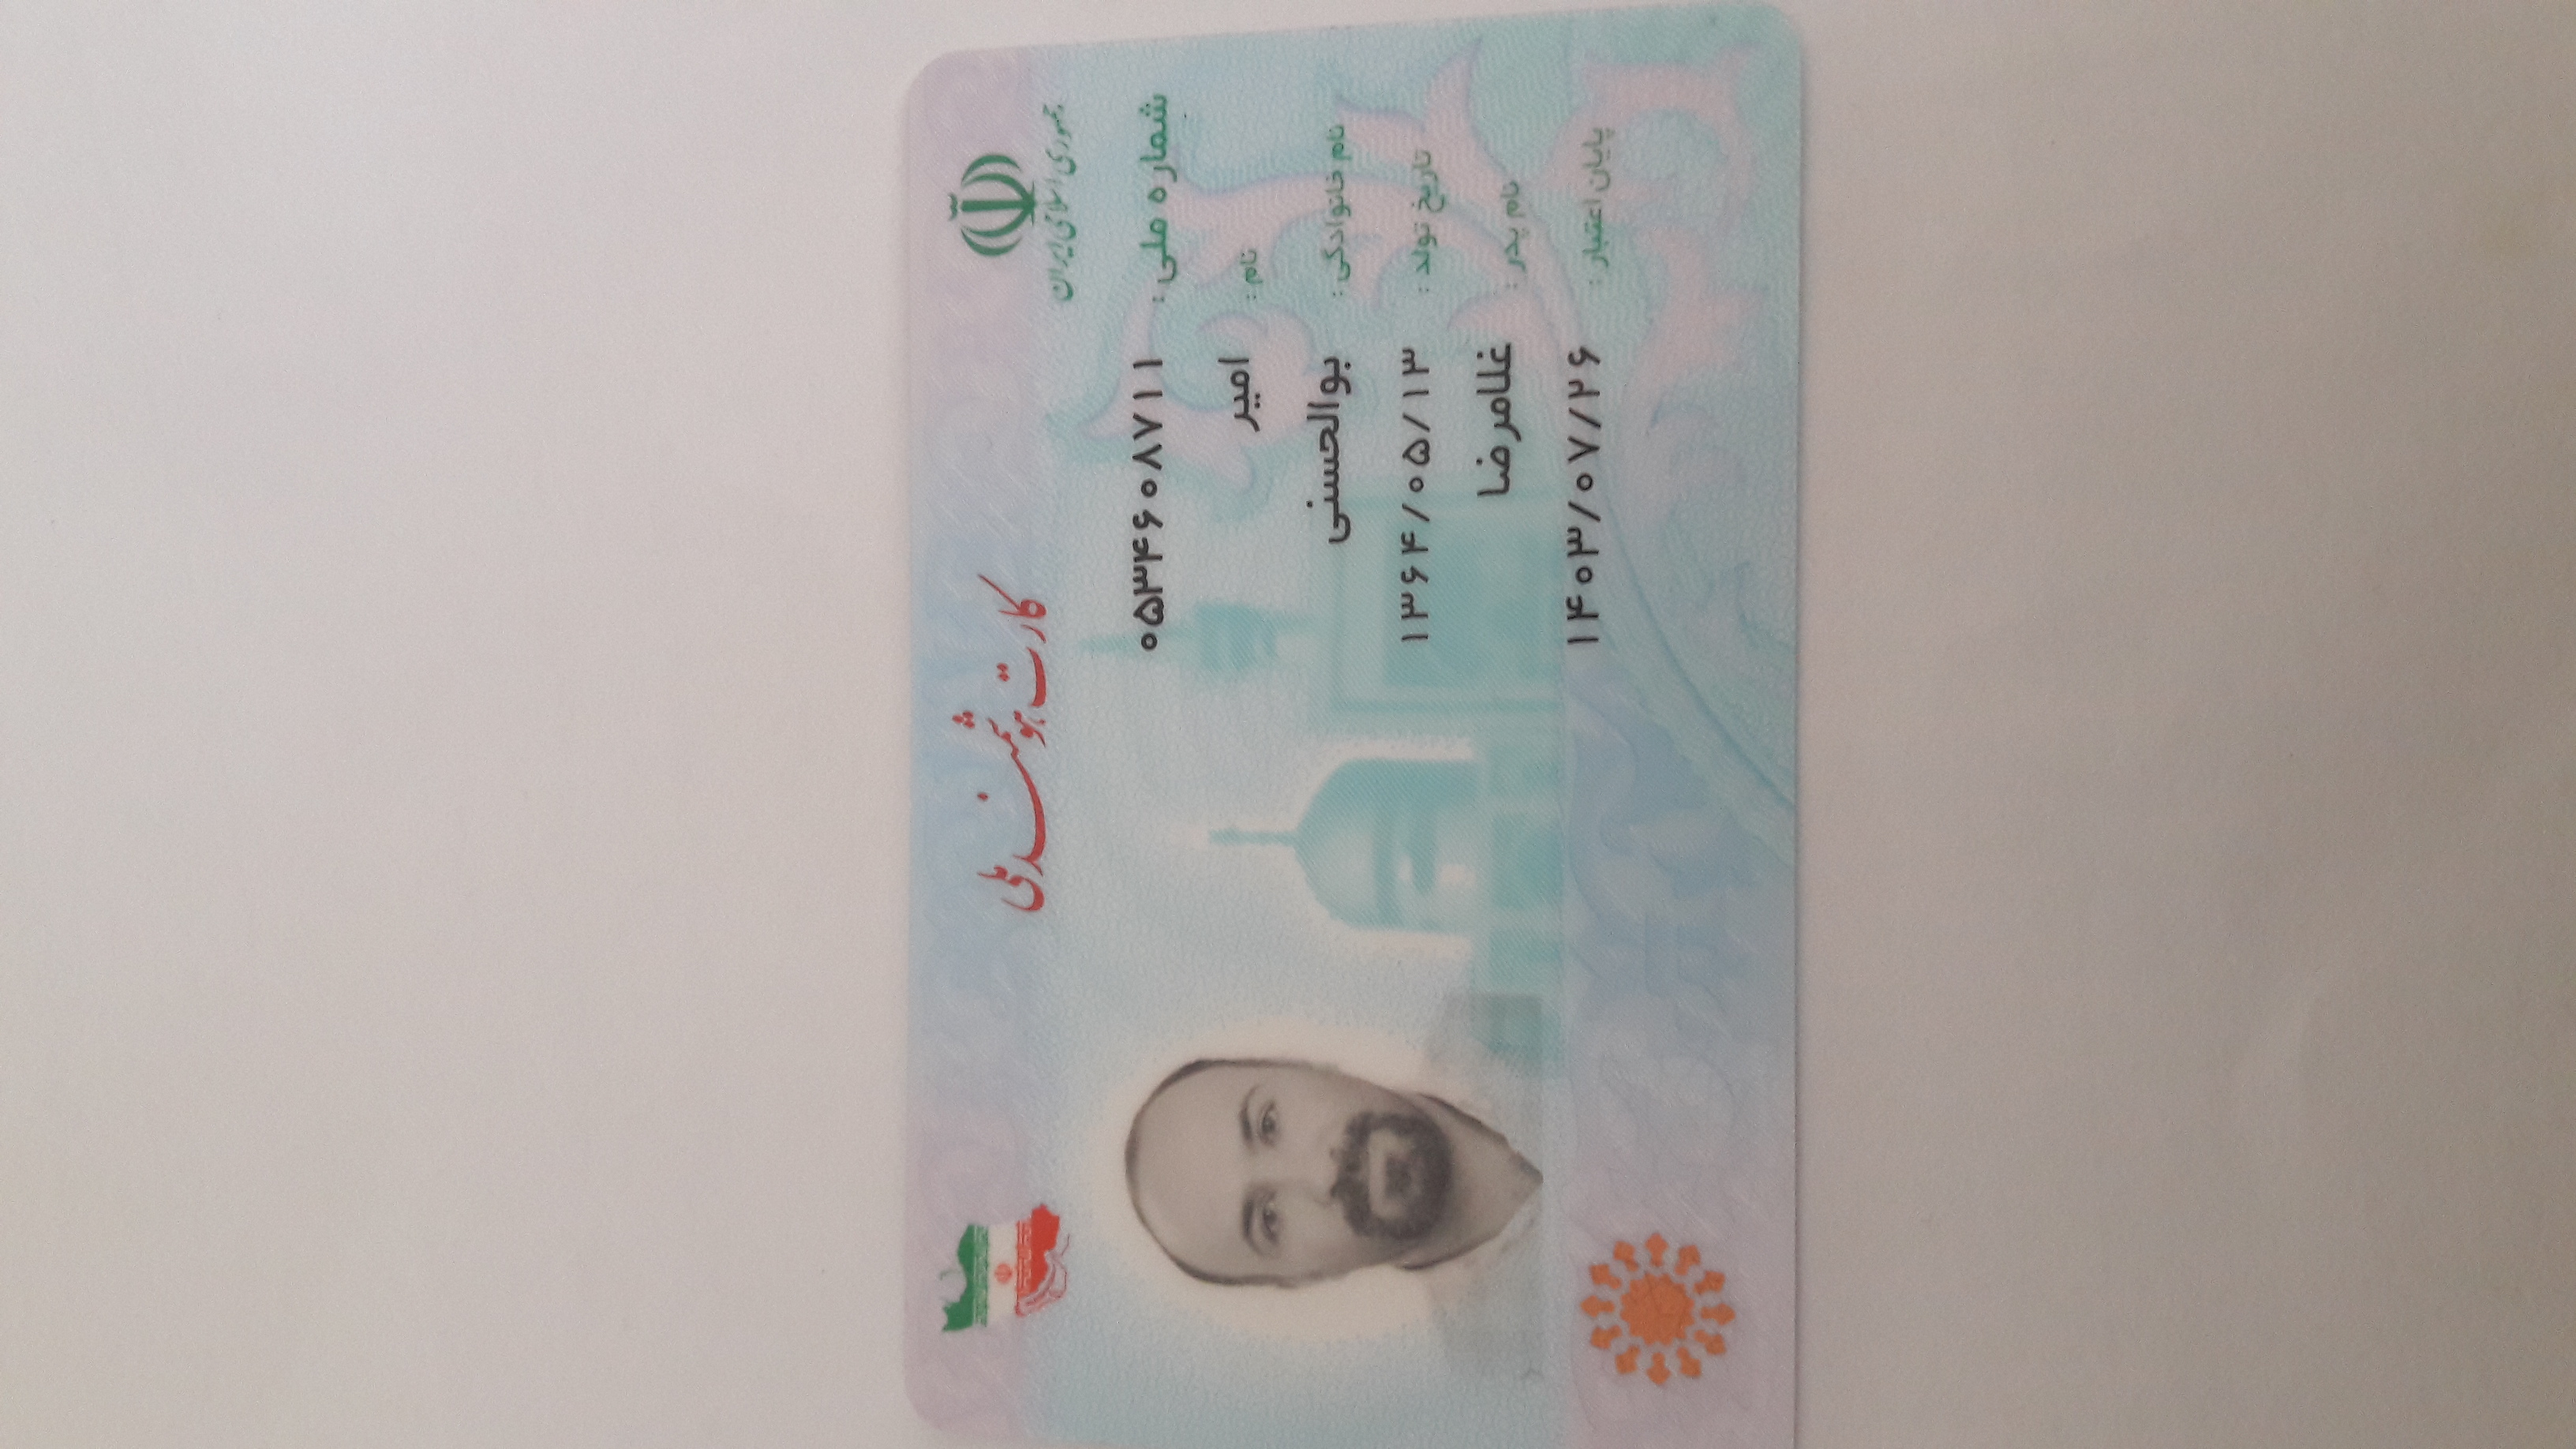 جمهوری اسلامی ایران
کارت هوشمند ملی
شماره ملی : ۰۵۳۴۶۰۸۷۱۱
نام : امیر
نام خانوادگی : بوالحسنی
تاریخ تولد : ۱۳۶۴/۰۵/۱۳
نام پدر : غلامرضا
پایان اعتبار : ۱۴۰۳/۰۷/۲۶